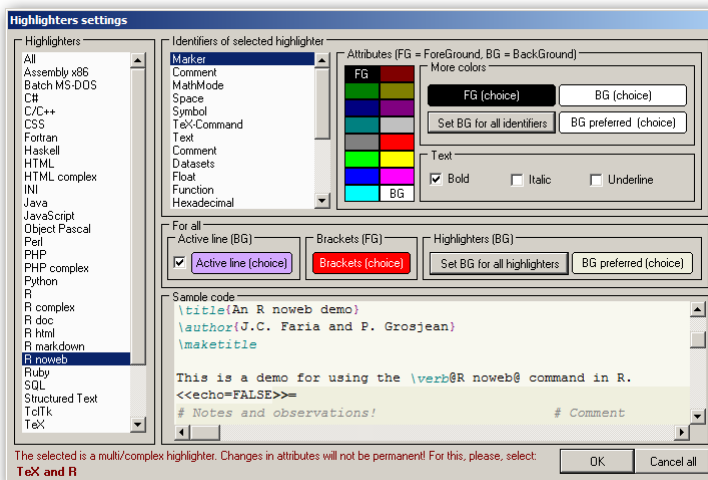 Highlighters settings
Highlighters
All
Assembly x86
Batch MS-DOS
C#
C/C++
CSS
Fortran
Haskell
HTML
HTML complex
INI
Java
JavaScript
Object Pascal
Perl
PHP
PHP complex
Python
R
R complex
R doc
R html
R markdown
R noweb
Ruby
SQL
Structured Text
TclTk
TeX
Identifiers of selected highlighter
Marker
Comment
MathMode
Space
Symbol
TeX-Command
Text
Comment
Datasets
Float
Function
Hexadecimal
Attributes (FG = ForeGround, BG = BackGround)
FG
BG
More colors
FG (choice)
BG (choice)
Set BG for all identifiers
BG preferred (choice)
Text
Bold
Italic
Underline
For all
Active line (BG)
Active line (choice)
Brackets (FG)
Brackets (choice)
Highlighters (BG)
Set BG for all highlighters
BG preferred (choice)
Sample code
\title{An R noweb demo}
\author{J.C. Faria and P. Grosjean}
\maketitle
This is a demo for using the \verb@R noweb@ command in R.
<<echo=FALSE>>=
# Notes and observations! # Comment
The selected is a multi/complex highlighter. Changes in attributes will not be permanent! For this, please, select:
TeX and R
OK
Cancel all